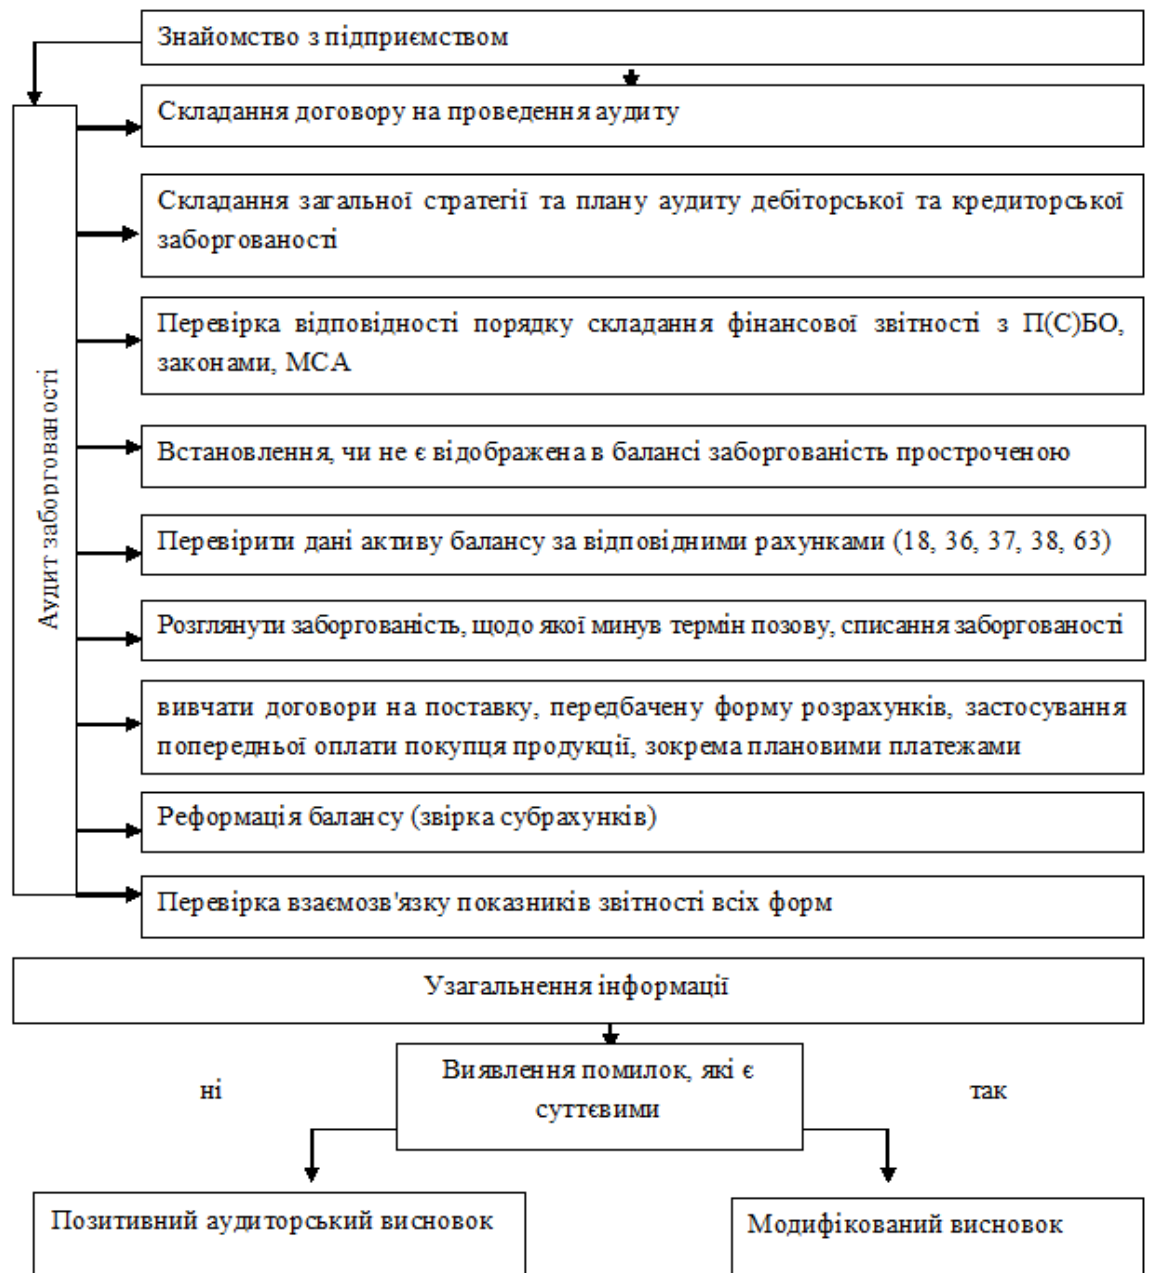 Знайомство з підприємством
Складання договору на проведення аудиту
Складання загальної стратегії та плану аудиту дебіторської та кредиторської
заборгованості
Перевірка відповідності порядку складання фінансової звітності з П(С)БО,
законами, МСА
Встановлення, чи не є відображена в балансі заборгованість простроченою
Аудит заборгованості
Перевірити дані активу балансу за відповідними рахунками (18, 36, 37, 38, 63)
Розглянути заборгованість, щодо якої минув термін позову, списання заборгованості
вивчати договори на поставку, передбачену форму розрахунків, застосування
попередньої оплати покупця продукції, зокрема плановими платежами
Реформація балансу (звірка субрахунків)
Перевірка взаємозв'язку показників звітності всіх форм
Узагальнення інформації
Виявлення помилок, які є
суттєвими
ні
так
Позитивний аудиторський висновок
Модифікований висновок